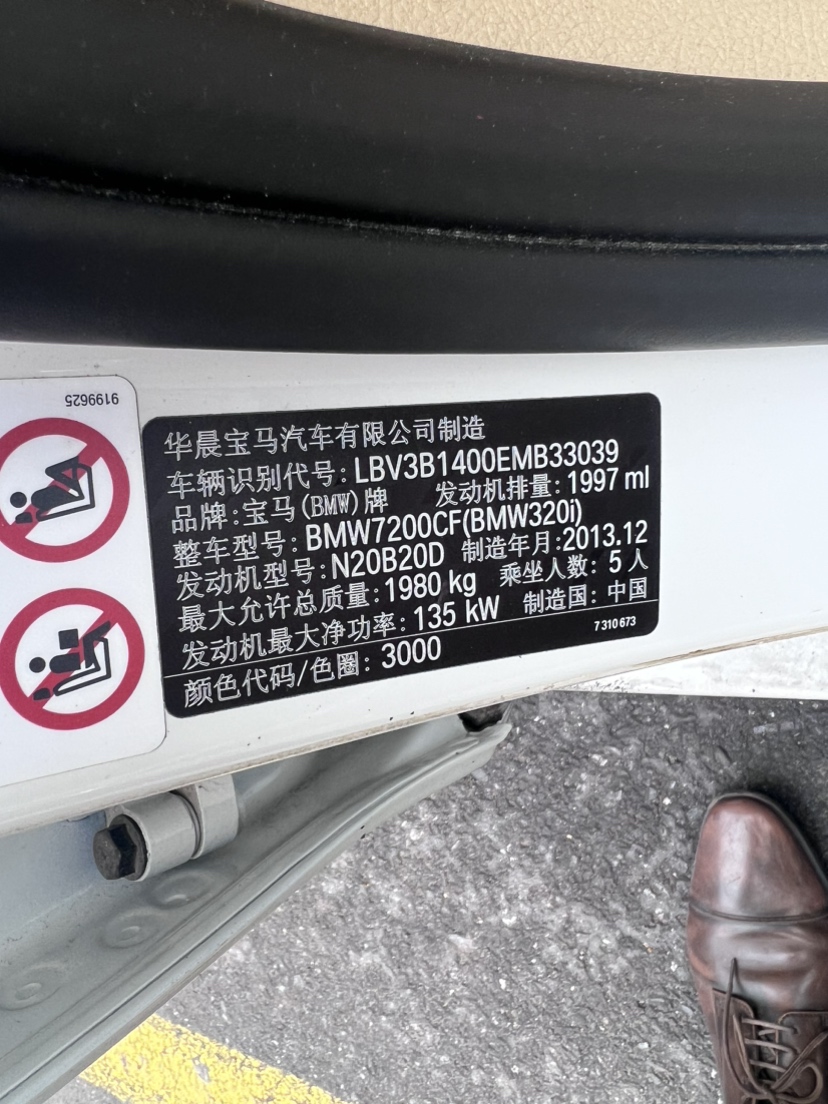 9199625
华晨宝马汽车有限公司制造
车辆识别代号: LBV3B1400EMB33039
品牌: 宝马(BMW)牌 发动机排量: 1997 ml
整车型号: BMW7200CF(BMW320i)
发动机型号: N20B20D 制造年月: 2013.12
最大允许总质量: 1980 kg 乘坐人数: 5 人
发动机最大净功率: 135 kW 制造国: 中国
颜色代码/色圈: 3000
7 310 673